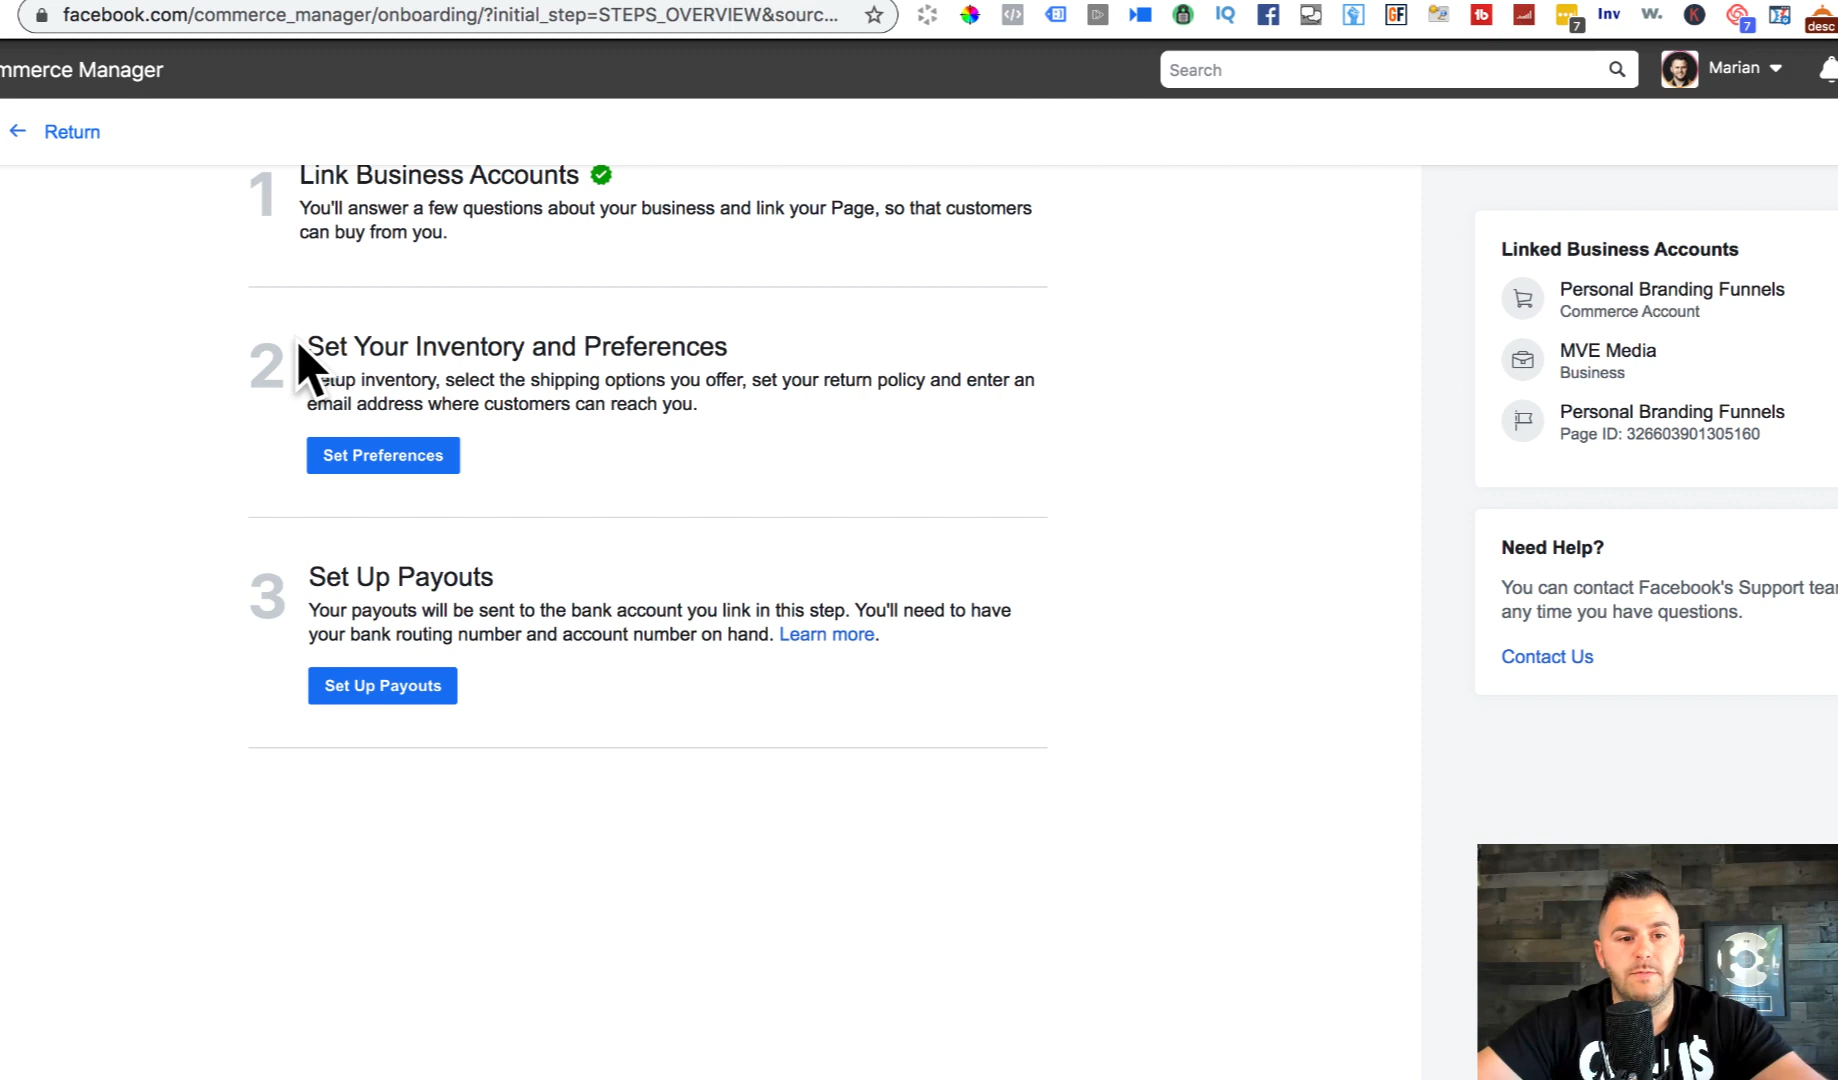 facebook.com/commerce_manager/onboarding/?initial_step=STEPS_OVERVIEW&sourc...
IQ
GF
tb
7
Inv
w.
K
7
desc
mmerce Manager
Search
Marian
Return
1
Link Business Accounts
You'll answer a few questions about your business and link your Page, so that customers
can buy from you.
2
Set Your Inventory and Preferences
etup inventory, select the shipping options you offer, set your return policy and enter an
email address where customers can reach you.
Set Preferences
3
Set Up Payouts
Your payouts will be sent to the bank account you link in this step. You'll need to have
your bank routing number and account number on hand. Learn more.
Set Up Payouts
Linked Business Accounts
Personal Branding Funnels
Commerce Account
MVE Media
Business
Personal Branding Funnels
Page ID: 326603901305160
Need Help?
You can contact Facebook's Support tea
any time you have questions.
Contact Us